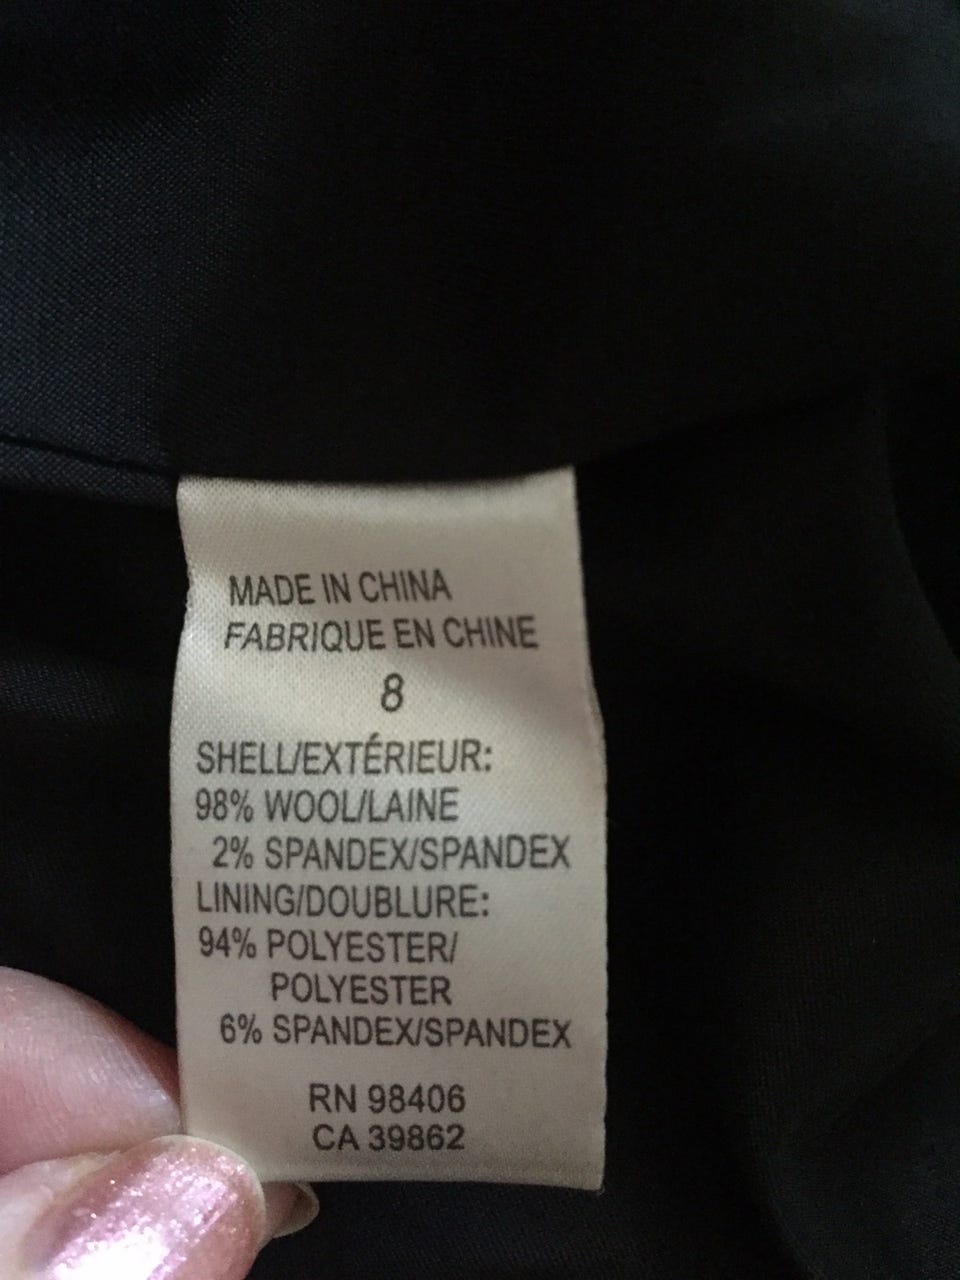 MADE IN CHINA
FABRIQUE EN CHINE
8
SHELL/EXTÉRIEUR:
98% WOOL/LAINE
2% SPANDEX/SPANDEX
LINING/DOUBLURE:
94% POLYESTER/
POLYESTER
6% SPANDEX/SPANDEX
RN 98406
CA 39862